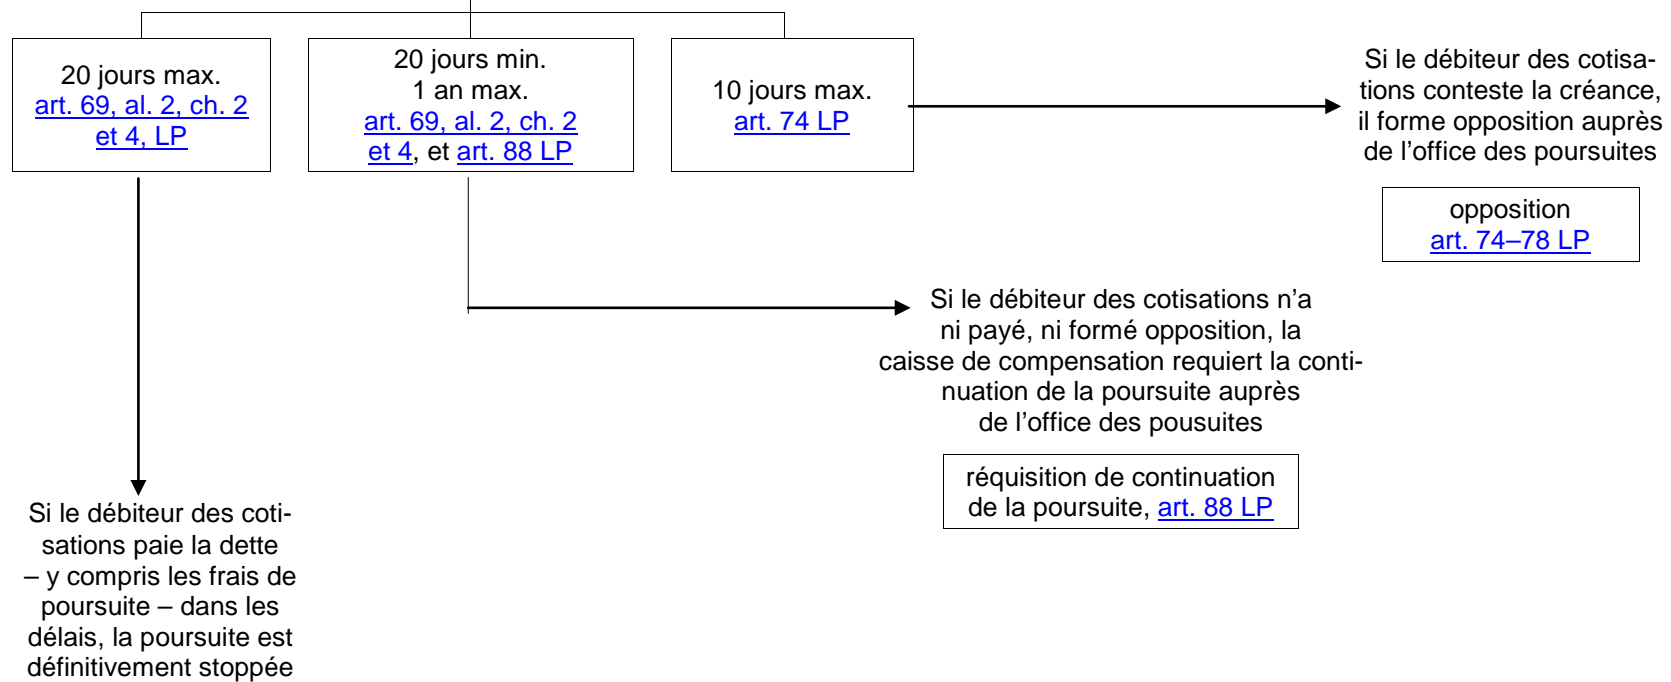 20 jours max.
art. 69, al. 2, ch. 2
et 4, LP
20 jours min.
1 an max.
art. 69, al. 2, ch. 2
et 4, et art. 88 LP
10 jours max.
art. 74 LP
Si le débiteur des cotisa-
tions conteste la créance,
il forme opposition auprès
de l’office des poursuites
opposition
art. 74–78 LP
Si le débiteur des cotisations n’a
ni payé, ni formé opposition, la
caisse de compensation requiert la conti-
nuation de la poursuite auprès
de l’office des pousuites
réquisition de continuation
de la poursuite, art. 88 LP
Si le débiteur des coti-
sations paie la dette
– y compris les frais de
poursuite – dans les
délais, la poursuite est
définitivement stoppée